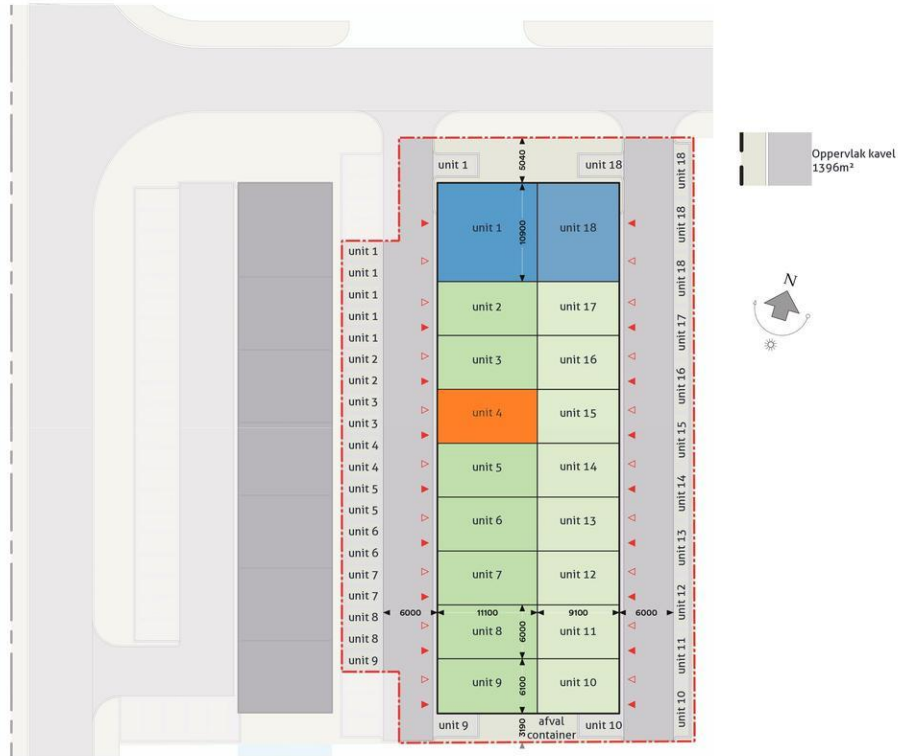 unit 1
5040
unit 18
Oppervlak kavel
1396m²
unit 18
unit 18
unit 18
unit 17
unit 16
unit 15
unit 14
unit 13
unit 12
unit 11
unit 10
N
unit 1
unit 1
unit 1
unit 1
unit 1
unit 2
unit 2
unit 3
unit 3
unit 4
unit 4
unit 5
unit 5
unit 6
unit 6
unit 7
unit 7
unit 8
unit 8
unit 9
unit 1
10900
unit 18
unit 2
unit 17
unit 3
unit 16
unit 4
unit 15
unit 5
unit 14
unit 6
unit 13
unit 7
unit 12
6000
11100
9100
6000
unit 8
6000
unit 11
unit 9
6100
unit 10
unit 9
3190
afval
container
unit 10